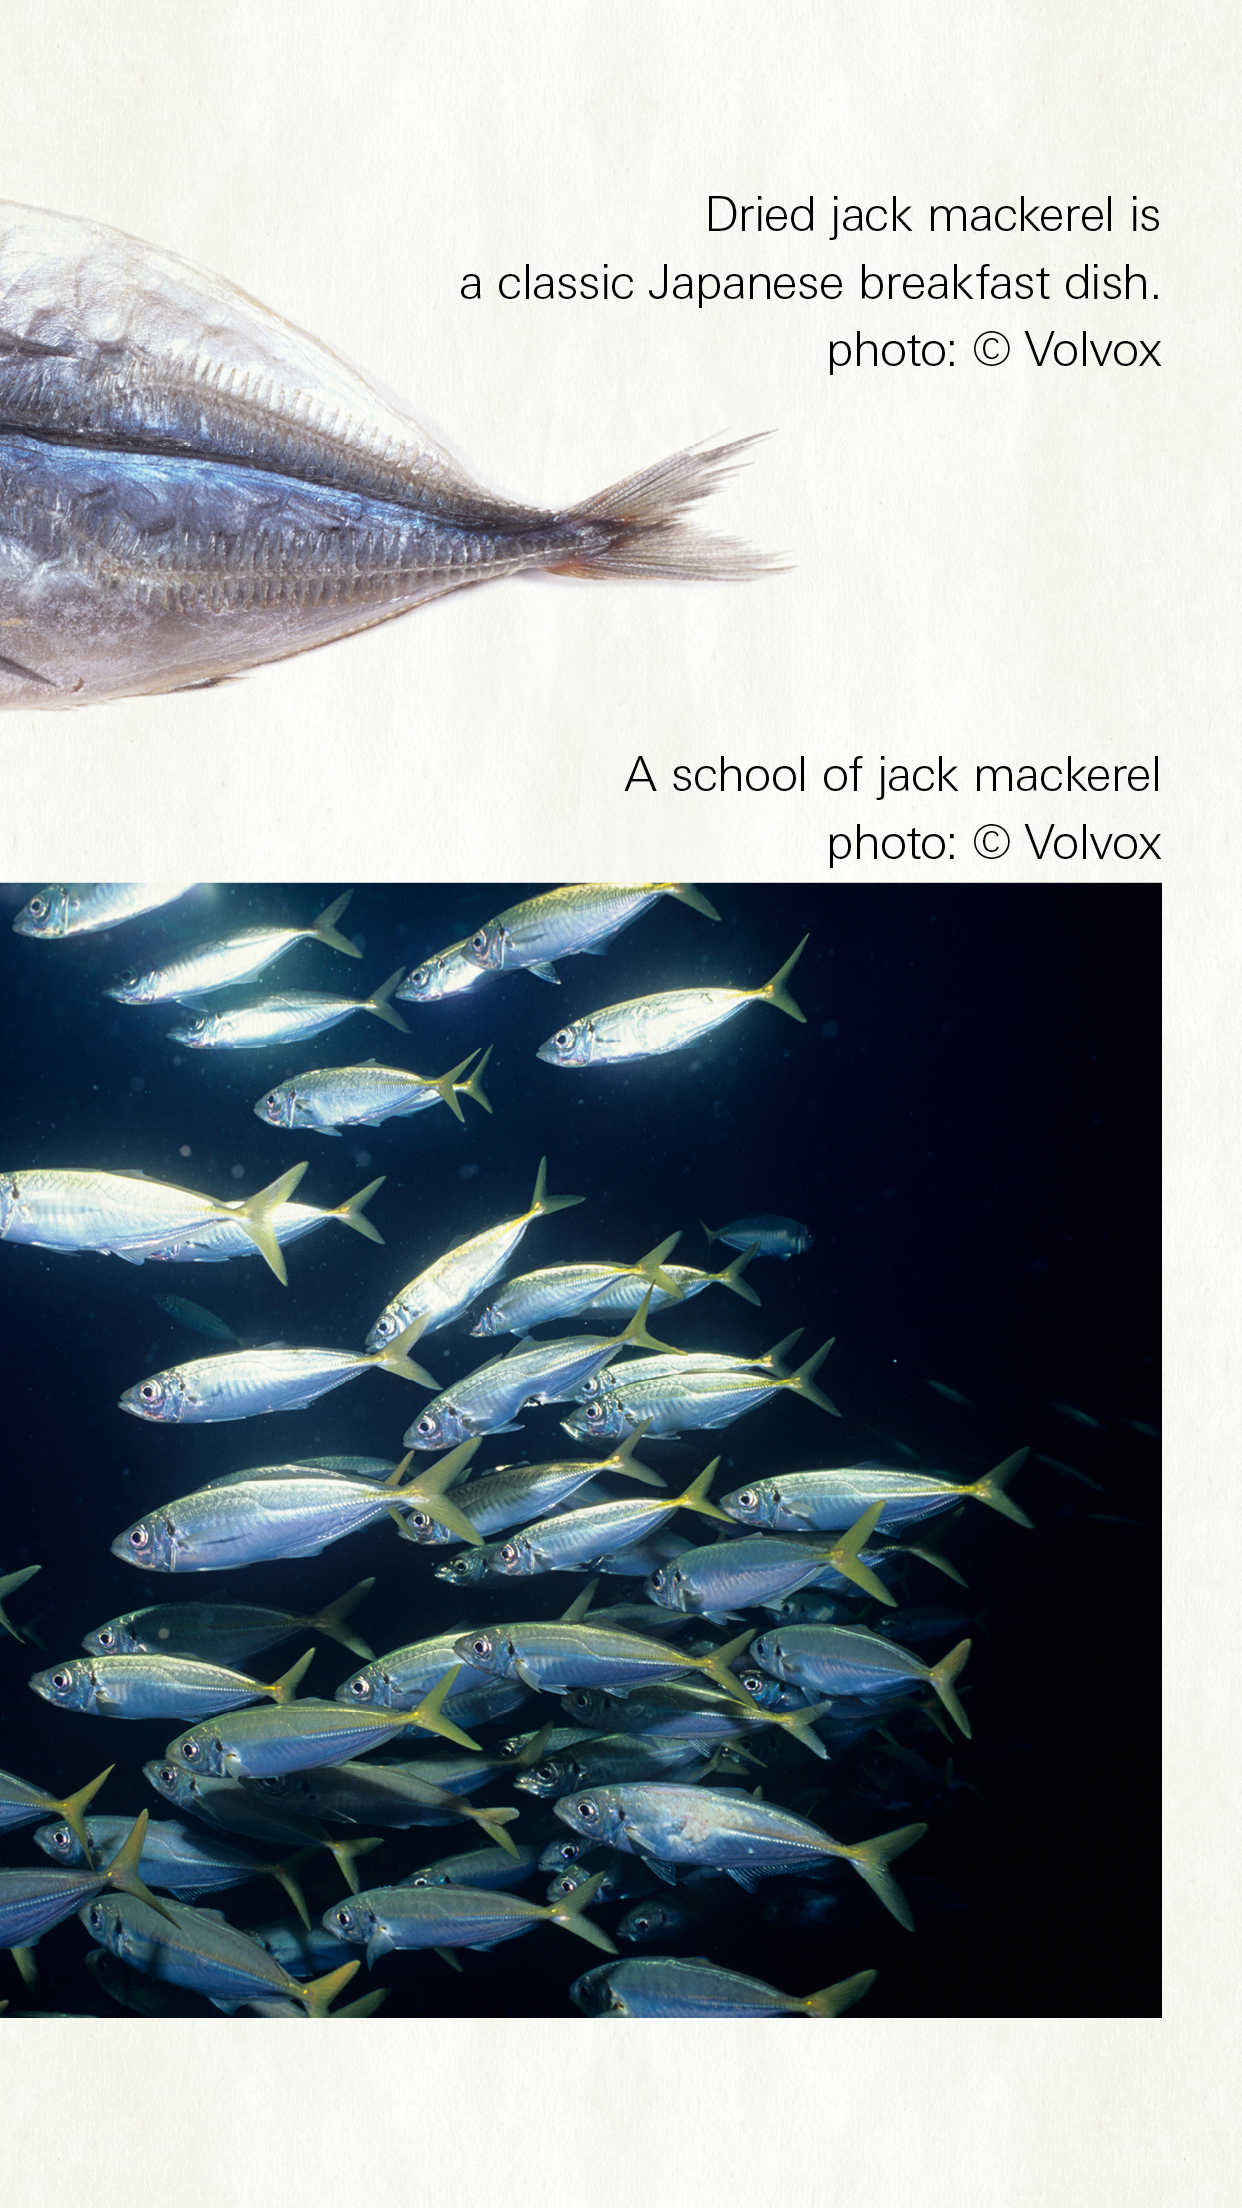 Dried jack mackerel is
a classic Japanese breakfast dish.
photo: © Volvox
A school of jack mackerel
photo: © Volvox